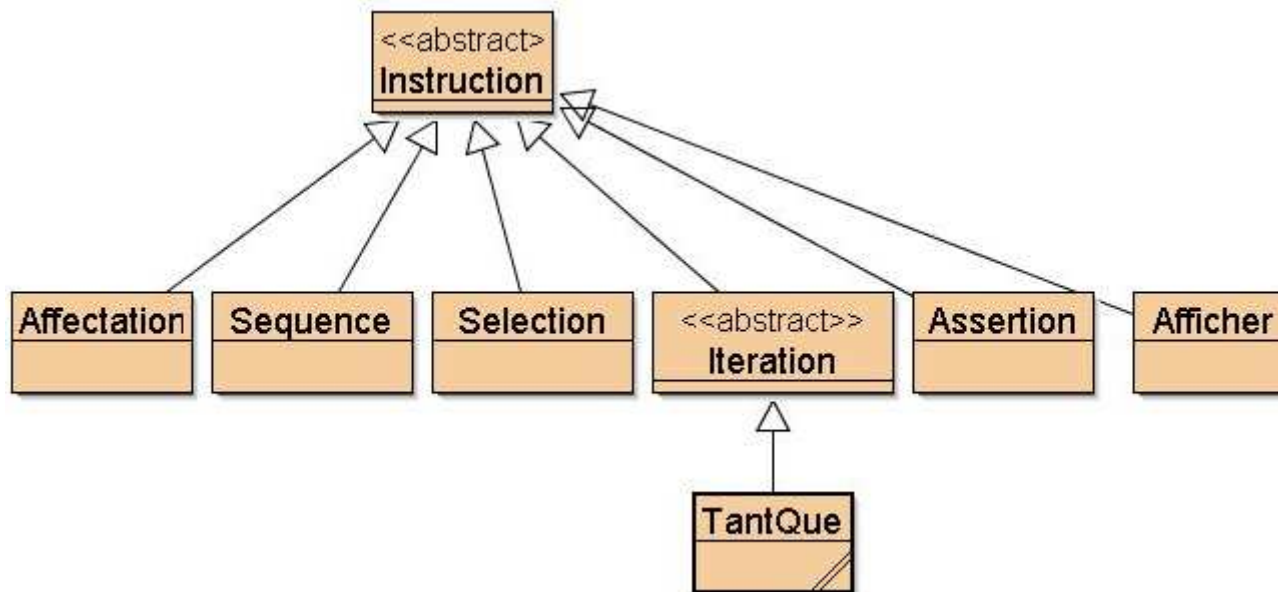 <<abstract>
Instruction
Affectation
Sequence
Selection
<<abstract>>
Iteration
Assertion
Afficher
TantQue